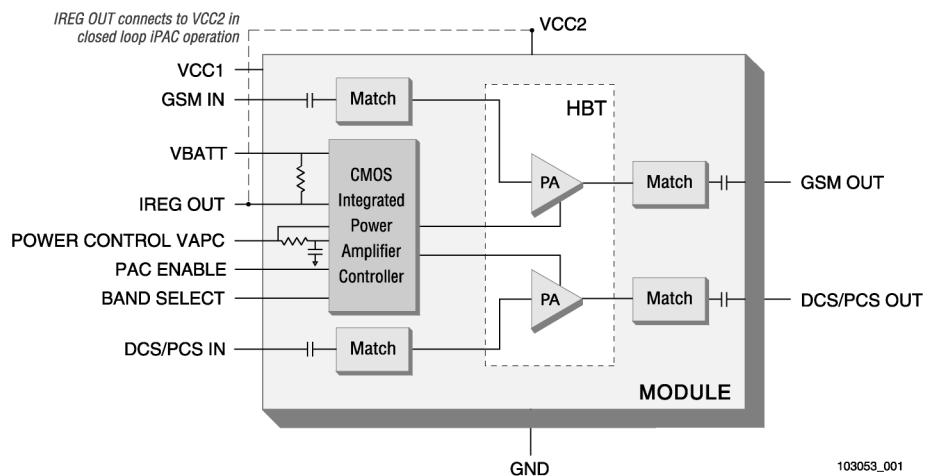 IREG OUT connects to VCC2 in
closed loop iPAC operation
VCC2
VCC1
GSM IN
Match
HBT
VBATT
CMOS
Integrated
Power
Amplifier
Controller
PA
Match
GSM OUT
IREG OUT
POWER CONTROL VAPC
PAC ENABLE
BAND SELECT
PA
Match
DCS/PCS OUT
DCS/PCS IN
Match
MODULE
GND
103053_001